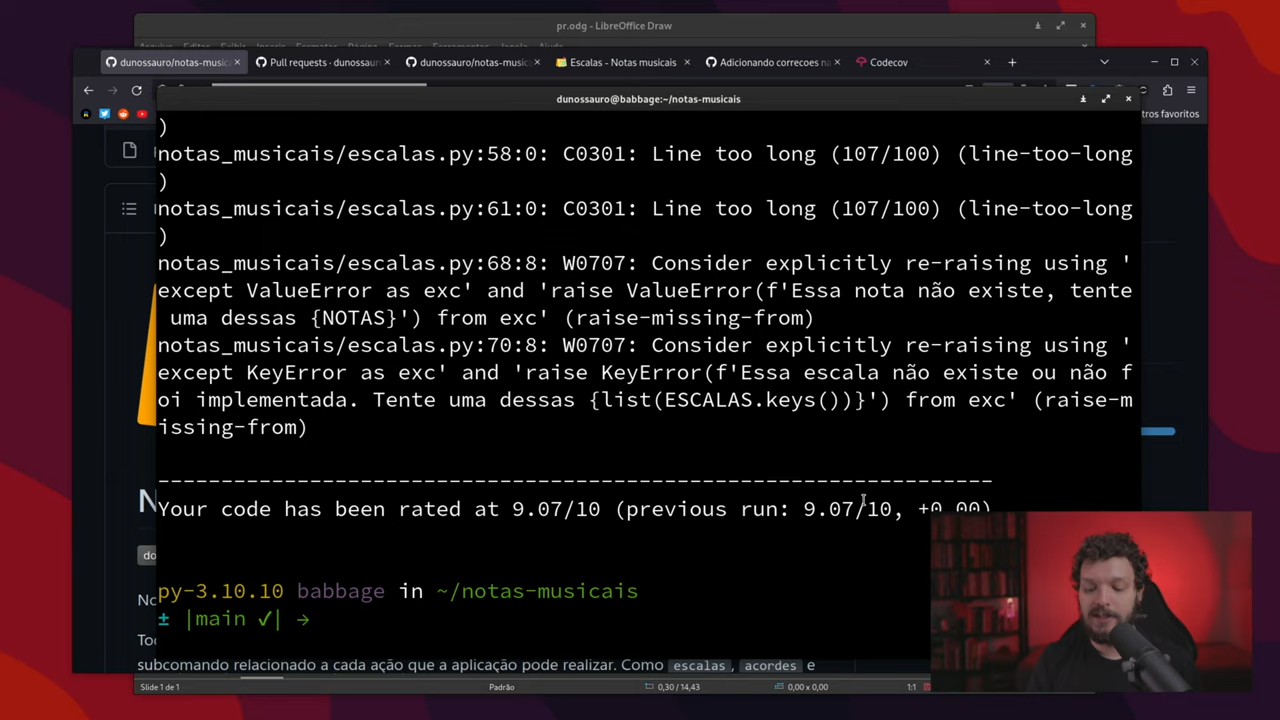 pr.odg - LibreOffice Draw
dunossauro/notas-music
Pull requests · dunossauro
dunossauro/notas-music
Escalas - Notas musicais
Adicionando correcoes na
Codecov
dunossauro@babbage:~/notas-musicais
tros favoritos
)
notas_musicais/escalas.py:58:0: C0301: Line too long (107/100) (line-too-long
)
notas_musicais/escalas.py:61:0: C0301: Line too long (107/100) (line-too-long
)
notas_musicais/escalas.py:68:8: W0707: Consider explicitly re-raising using '
except ValueError as exc' and 'raise ValueError(f'Essa nota não existe, tente
uma dessas {NOTAS}') from exc' (raise-missing-from)
notas_musicais/escalas.py:70:8: W0707: Consider explicitly re-raising using '
except KeyError as exc' and 'raise KeyError(f'Essa escala não existe ou não f
oi implementada. Tente uma dessas {list(ESCALAS.keys())}') from exc' (raise-m
issing-from)
------------------------------------------------------------------
Your code has been rated at 9.07/10 (previous run: 9.07/10, +0.00)
py-3.10.10 babbage in ~/notas-musicais
± |main ✓| →
N
do
No
Toc
subcomando relacionado a cada ação que a aplicação pode realizar. Como escalas, acordes e
Slide 1 de 1
Padrão
0,30 / 14,43
0,00 x 0,00
1:1